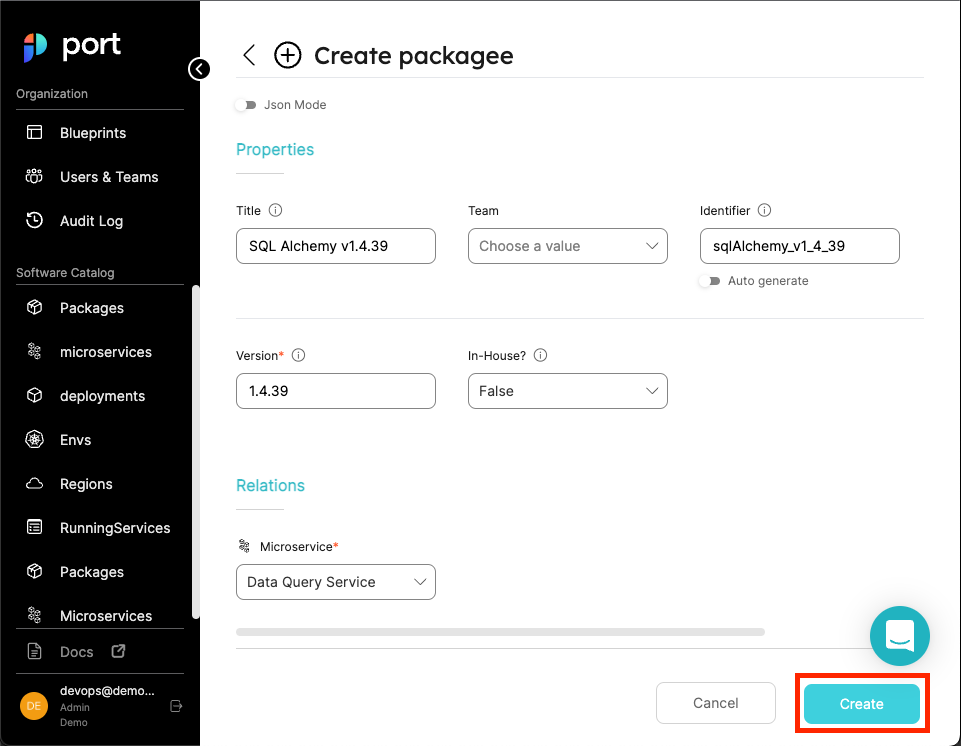 port
Organization
Blueprints
Users & Teams
Audit Log
Software Catalog
Packages
microservices
deployments
Envs
Regions
RunningServices
Packages
Microservices
Docs
DE
devops@demo...
Admin
Demo
Create packagee
Json Mode
Properties
Title
Team
Identifier
SQL Alchemy v1.4.39
Choose a value
sqlAlchemy_v1_4_39
Auto generate
Version*
In-House?
1.4.39
False
Relations
Microservice*
Data Query Service
Cancel
Create